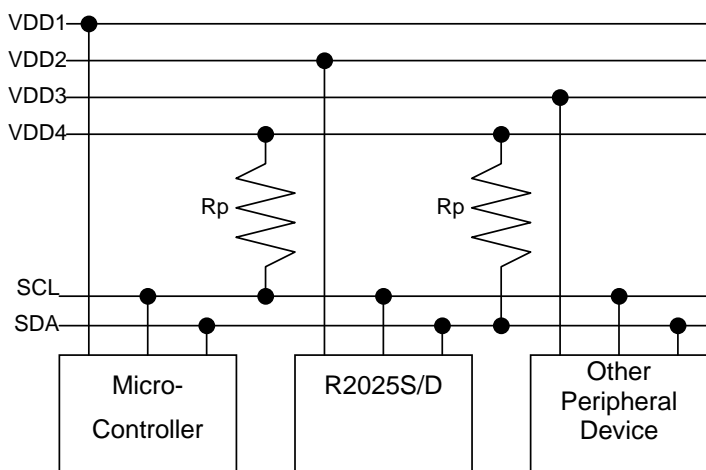 VDD1
VDD2
VDD3
VDD4
Rp
Rp
SCL
SDA
Micro-
Controller
R2025S/D
Other
Peripheral
Device